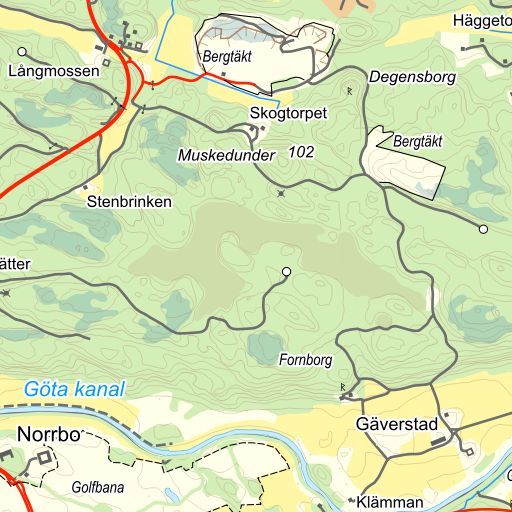 Häggeto
Bergtäkt
Långmossen
Degensborg
Skogtorpet
Bergtäkt
Muskedunder 102
Stenbrinken
ätter
Fornborg
R
R
Göta kanal
Gäverstad
Norrbo
Golfbana
Klämman
G